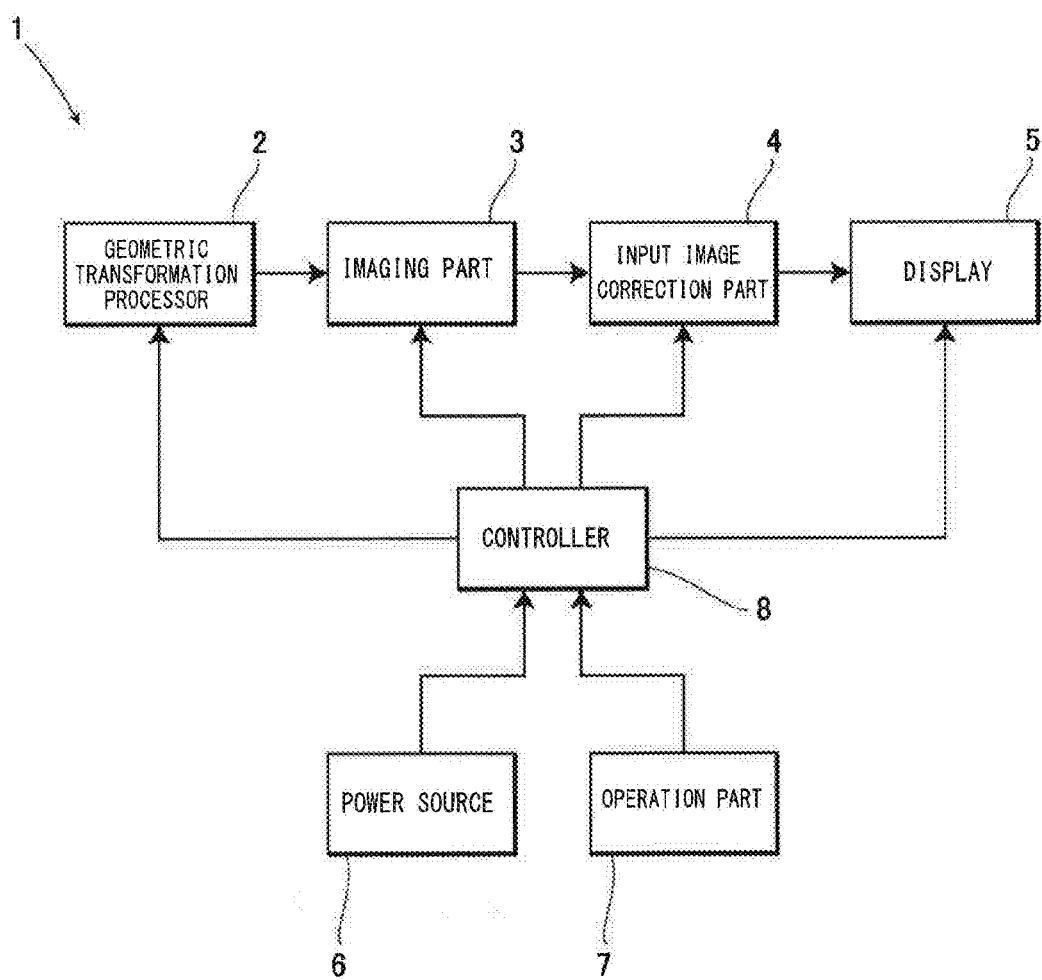 1
2
3
4
5
GEOMETRIC
TRANSFORMATION
PROCESSOR
IMAGING PART
INPUT IMAGE
CORRECTION PART
DISPLAY
CONTROLLER
8
POWER SOURCE
OPERATION PART
6
7